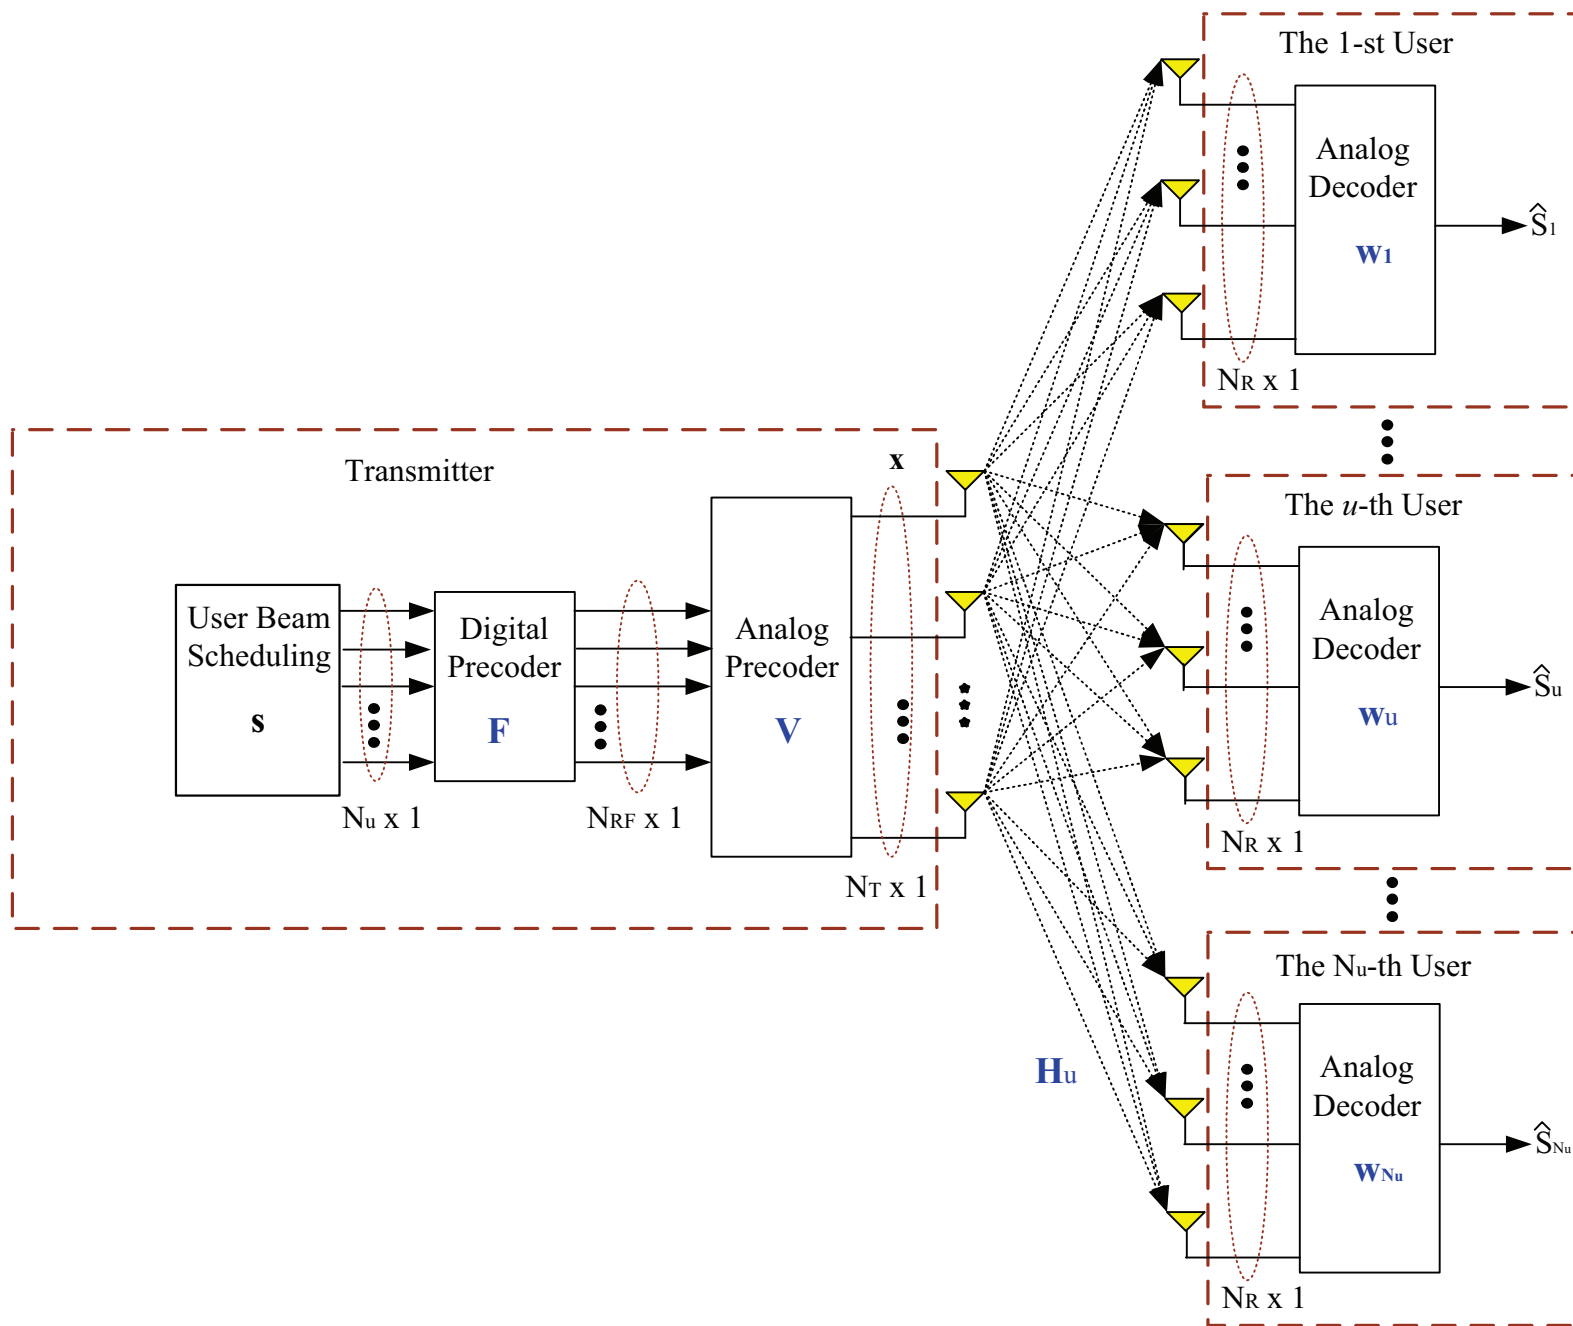 Transmitter
User Beam
Scheduling
s
Nu x 1
Digital
Precoder
F
NRF x 1
Analog
Precoder
V
x
NT x 1
Hu
The 1-st User
Analog
Decoder
w1
NR x 1
Ŝ1
The u-th User
Analog
Decoder
wu
NR x 1
Ŝu
The Nu-th User
Analog
Decoder
wNu
NR x 1
ŜNu